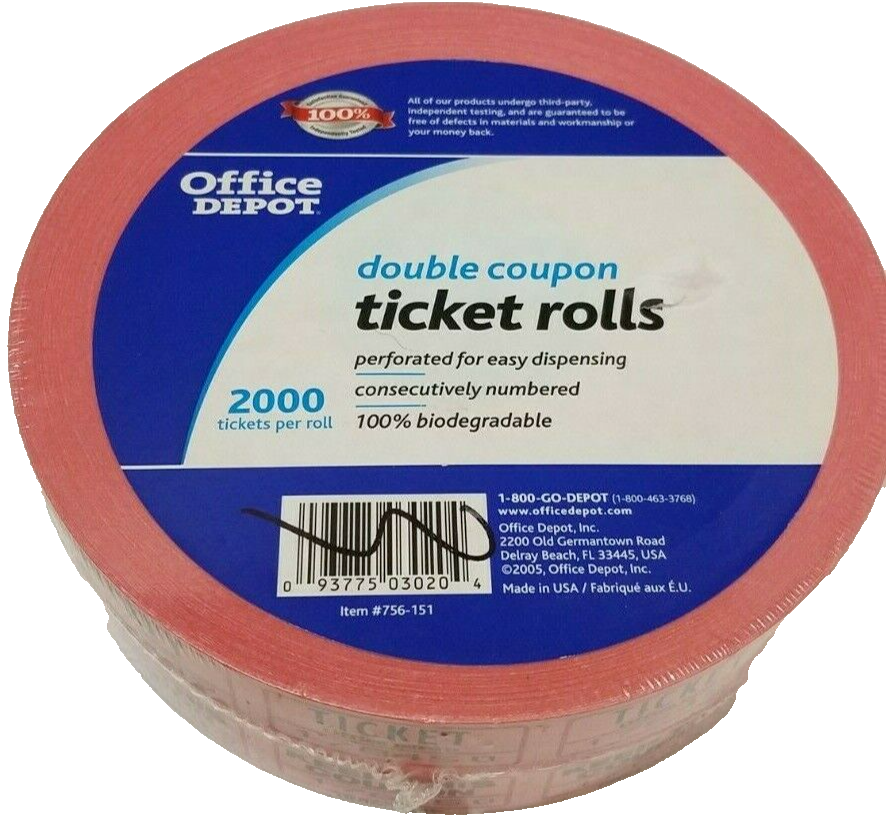 Satisfaction Guaranteed
100%
Independently Tested
All of our products undergo third-party,
independent testing, and are guaranteed to be
free of defects in materials and workmanship or
your money back.
Office
DEPOT
double coupon
ticket rolls
perforated for easy dispensing
consecutively numbered
100% biodegradable
2000
tickets per roll
1-800-GO-DEPOT (1-800-463-3768)
www.officedepot.com
Office Depot, Inc.
2200 Old Germantown Road
Delray Beach, FL 33445, USA
©2005, Office Depot, Inc.
Made in USA / Fabriqué aux É.U.
0 93775 03020 4
Item #756-151
TICKET